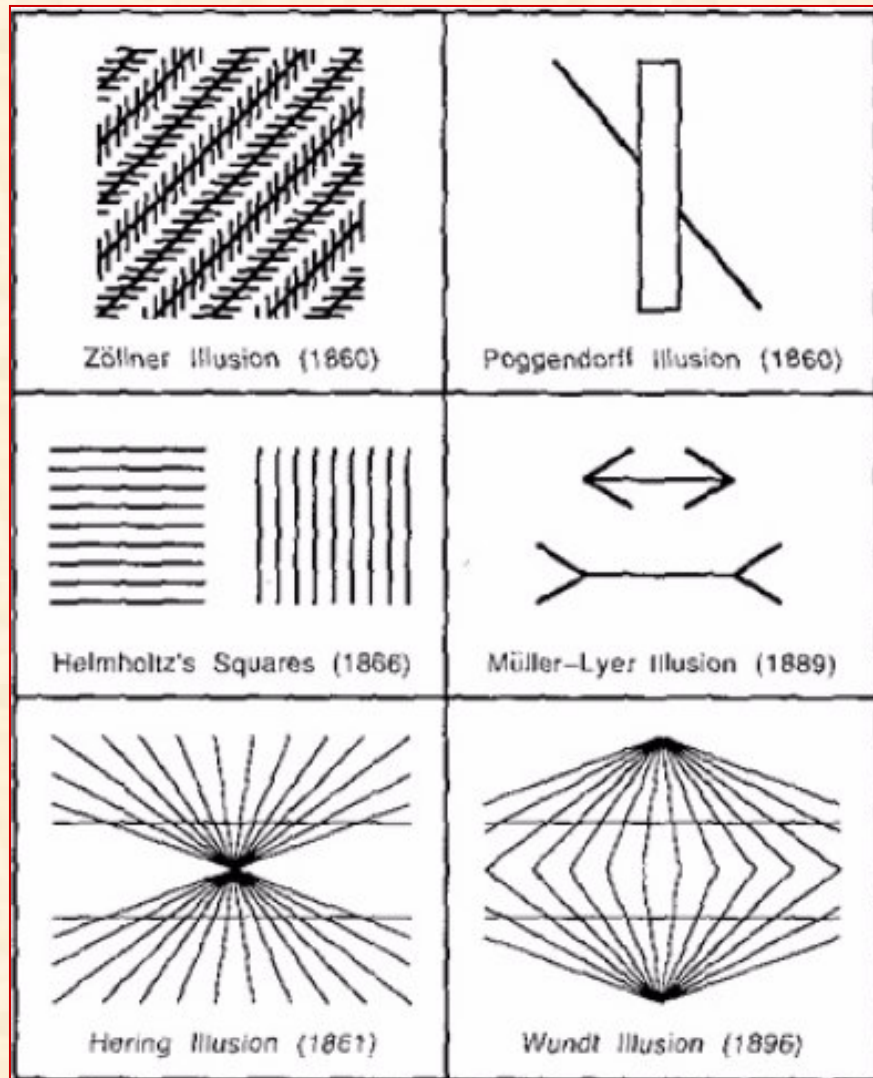 Zöllner Illusion (1860)
Poggendorff Illusion (1860)
Helmholtz's Squares (1866)
Müller-Lyer Illusion (1889)
Hering Illusion (1861)
Wundt Illusion (1896)